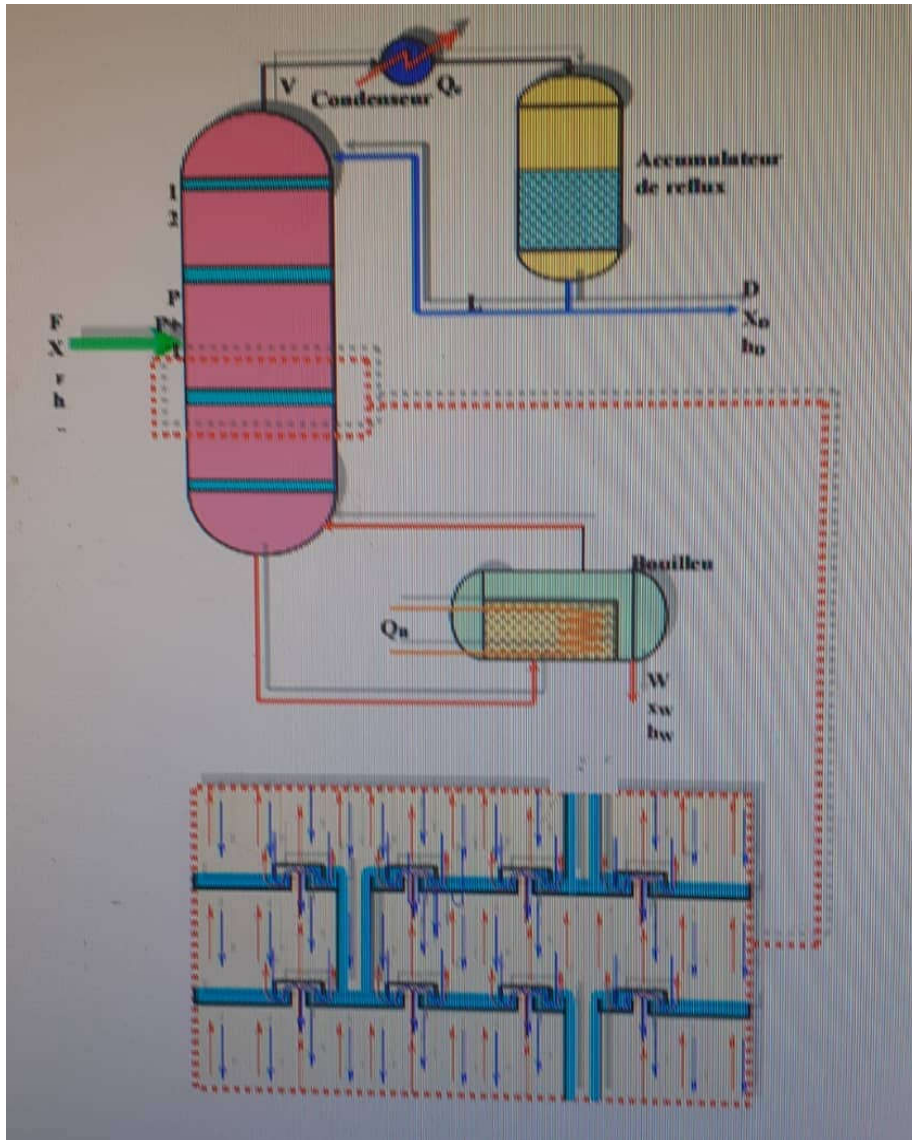 V
Condenseur
Qc
Accumulateur
de reflux
1
2
P
F
X
F
h
L
D
XD
hD
Bouilleu
QB
W
xw
hw